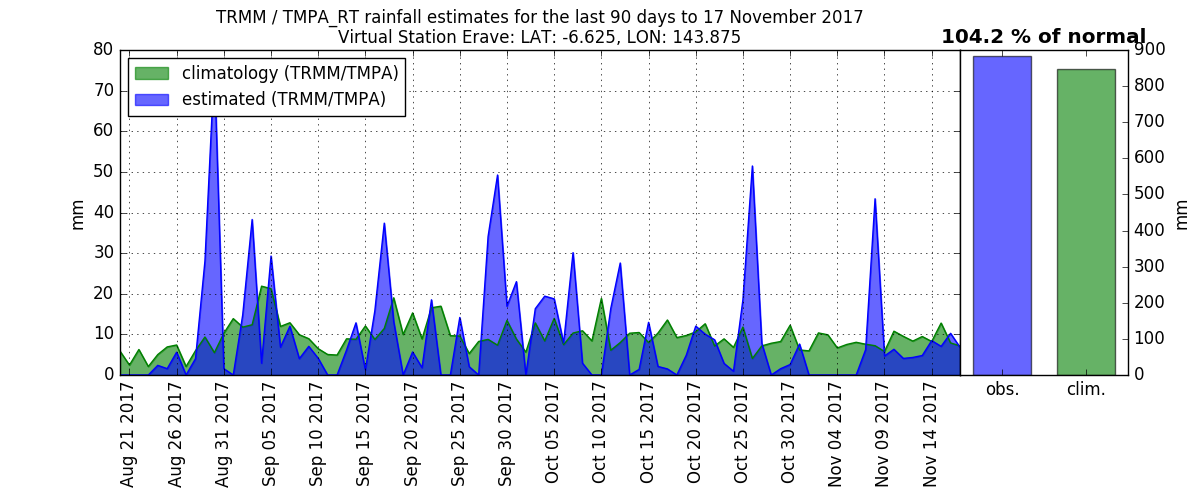 TRMM / TMPA_RT rainfall estimates for the last 90 days to 17 November 2017
Virtual Station Erave: LAT: -6.625, LON: 143.875
104.2 % of normal
climatology (TRMM/TMPA)
estimated (TRMM/TMPA)
80
70
60
50
40
30
20
10
0
mm
Aug 21 2017
Aug 26 2017
Aug 31 2017
Sep 05 2017
Sep 10 2017
Sep 15 2017
Sep 20 2017
Sep 25 2017
Sep 30 2017
Oct 05 2017
Oct 10 2017
Oct 15 2017
Oct 20 2017
Oct 25 2017
Oct 30 2017
Nov 04 2017
Nov 09 2017
Nov 14 2017
obs.
clim.
900
800
700
600
500
400
300
200
100
0
mm